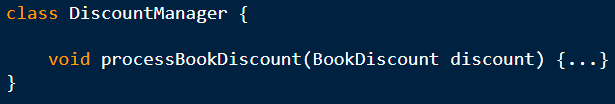 class DiscountManager {
void processBookDiscount(BookDiscount discount) {...}
}